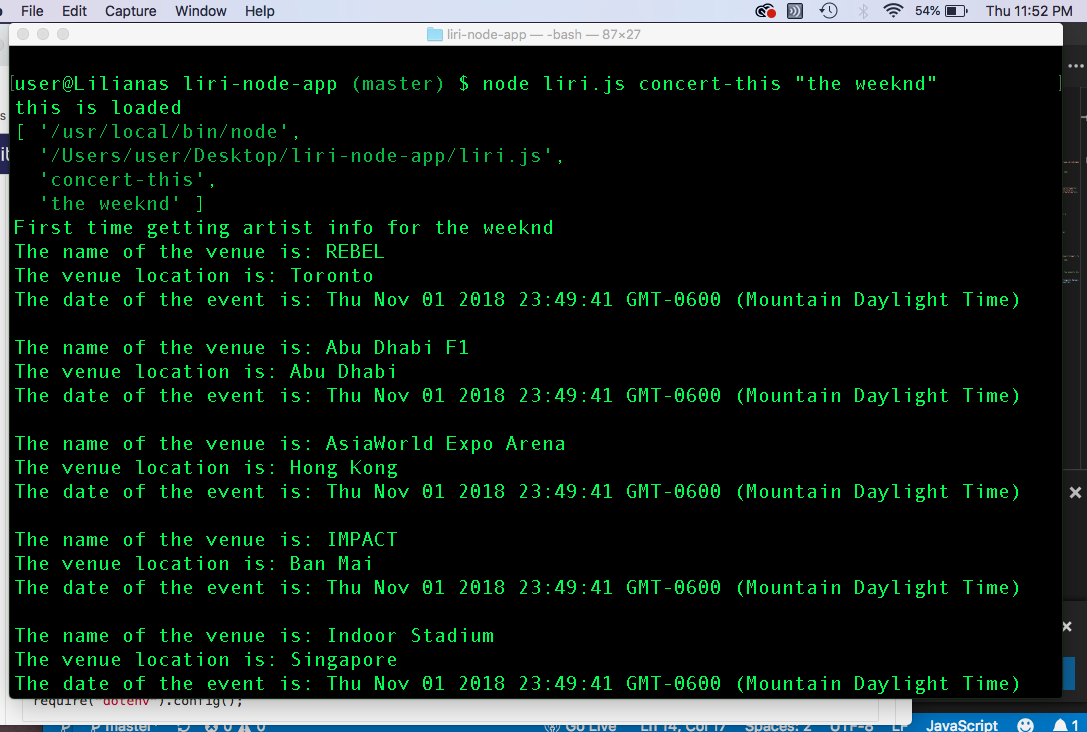 File Edit Capture Window Help 54% Thu 11:52 PM
liri-node-app — -bash — 87×27
[user@Lilianas liri-node-app (master) $ node liri.js concert-this "the weeknd" ]
this is loaded
[ '/usr/local/bin/node',
'/Users/user/Desktop/liri-node-app/liri.js',
'concert-this',
'the weeknd' ]
First time getting artist info for the weeknd
The name of the venue is: REBEL
The venue location is: Toronto
The date of the event is: Thu Nov 01 2018 23:49:41 GMT-0600 (Mountain Daylight Time)
The name of the venue is: Abu Dhabi F1
The venue location is: Abu Dhabi
The date of the event is: Thu Nov 01 2018 23:49:41 GMT-0600 (Mountain Daylight Time)
The name of the venue is: AsiaWorld Expo Arena
The venue location is: Hong Kong
The date of the event is: Thu Nov 01 2018 23:49:41 GMT-0600 (Mountain Daylight Time)
The name of the venue is: IMPACT
The venue location is: Ban Mai
The date of the event is: Thu Nov 01 2018 23:49:41 GMT-0600 (Mountain Daylight Time)
The name of the venue is: Indoor Stadium
The venue location is: Singapore
The date of the event is: Thu Nov 01 2018 23:49:41 GMT-0600 (Mountain Daylight Time)
require("dotenv").config();
master 0 0 Go Live Ln 14, Col 17 Spaces: 2 UTF-8 LF JavaScript 1